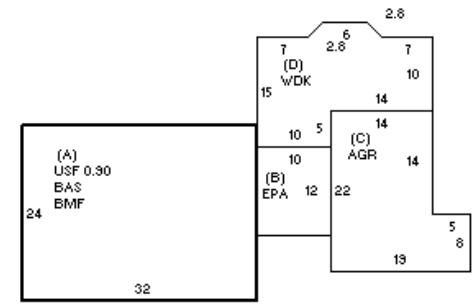 2.8
6
7 2.8 7
(D)
WDK
10
15
14
10 5 14
(A)
USF 0.90
BAS
BMF
10
(B)
EPA
12
(C)
AGR
14
22
24
5
8
19
32